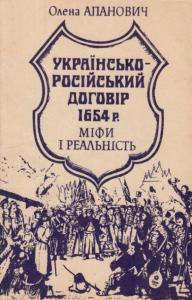 Олена АПАНОВИЧ
УКРАЇНСЬКО-
РОСІЙСЬКИЙ
ДОГОВІР
1654 р.
МІФИ
І РЕАЛЬНІСТЬ